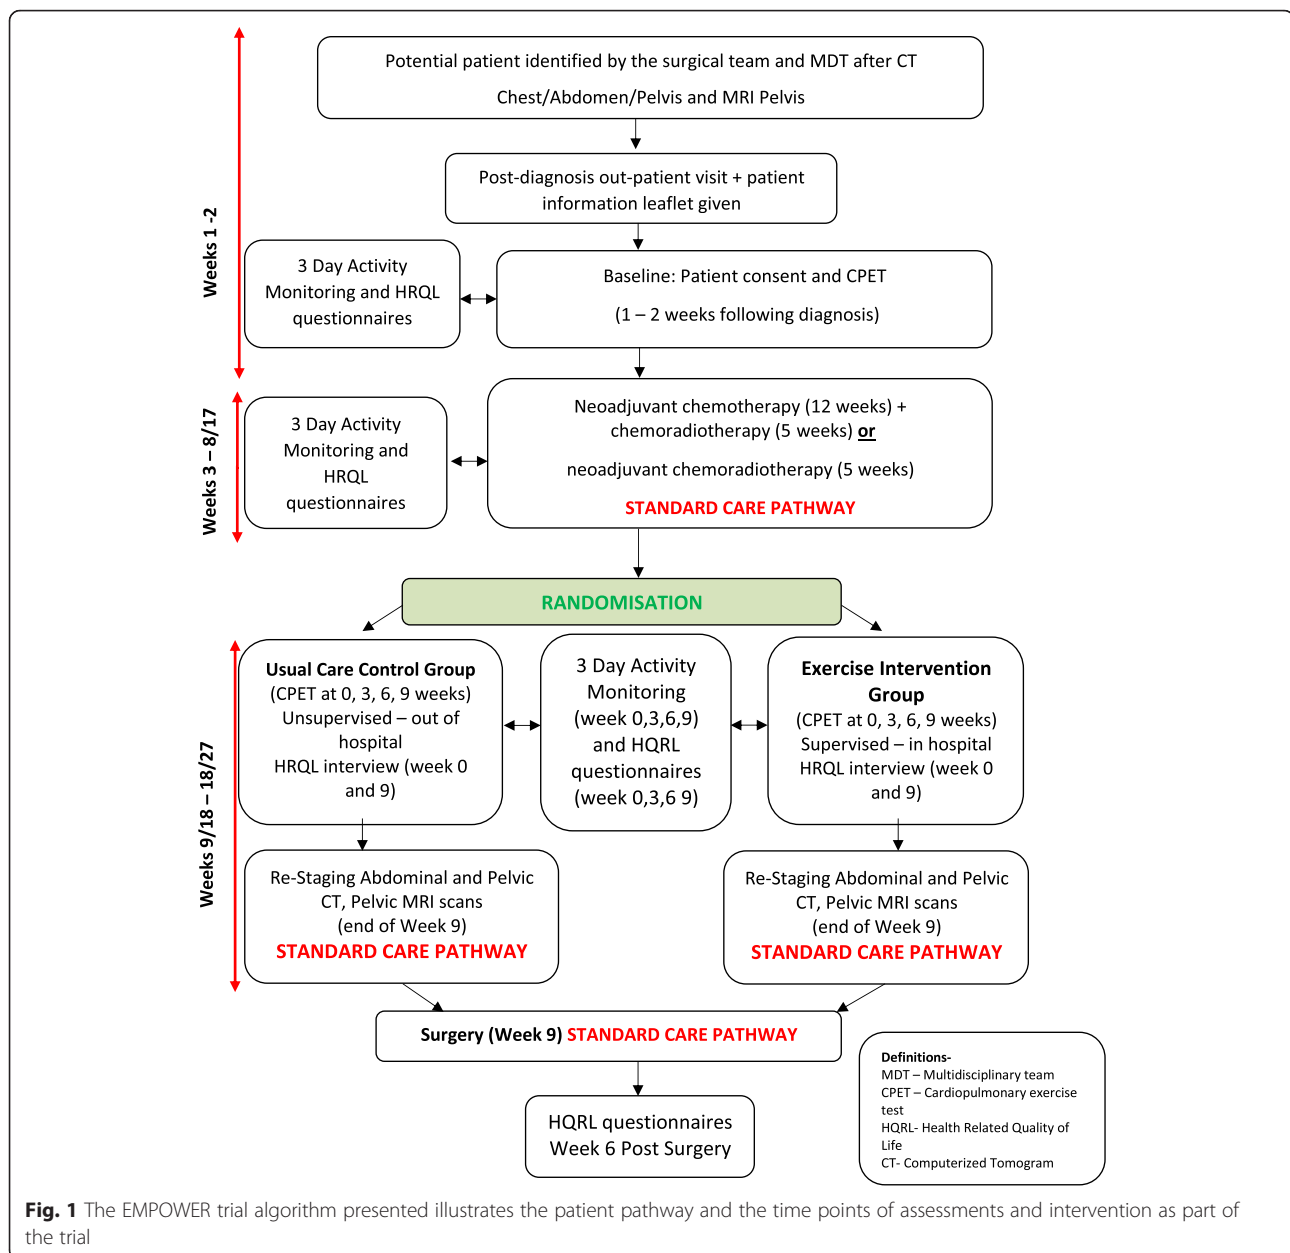 Potential patient identified by the surgical team and MDT after CT
Chest/Abdomen/Pelvis and MRI Pelvis
Post-diagnosis out-patient visit + patient
information leaflet given
Weeks 1 -2
3 Day Activity
Monitoring and HRQL
questionnaires
Baseline: Patient consent and CPET
(1 – 2 weeks following diagnosis)
Weeks 3 – 8/17
3 Day Activity
Monitoring and
HRQL
questionnaires
Neoadjuvant chemotherapy (12 weeks) +
chemoradiotherapy (5 weeks) or
neoadjuvant chemoradiotherapy (5 weeks)
STANDARD CARE PATHWAY
RANDOMISATION
Weeks 9/18 – 18/27
Usual Care Control Group
(CPET at 0, 3, 6, 9 weeks)
Unsupervised – out of
hospital
HRQL interview (week 0
and 9)
3 Day Activity
Monitoring
(week 0,3,6,9)
and HQRL
questionnaires
(week 0,3,6 9)
Exercise Intervention
Group
(CPET at 0, 3, 6, 9 weeks)
Supervised – in hospital
HRQL interview (week 0
and 9)
Re-Staging Abdominal and Pelvic
CT, Pelvic MRI scans
(end of Week 9)
STANDARD CARE PATHWAY
Re-Staging Abdominal and Pelvic
CT, Pelvic MRI scans
(end of Week 9)
STANDARD CARE PATHWAY
Surgery (Week 9) STANDARD CARE PATHWAY
HQRL questionnaires
Week 6 Post Surgery
Definitions-
MDT – Multidisciplinary team
CPET – Cardiopulmonary exercise
test
HQRL- Health Related Quality of
Life
CT- Computerized Tomogram
Fig. 1 The EMPOWER trial algorithm presented illustrates the patient pathway and the time points of assessments and intervention as part of
the trial